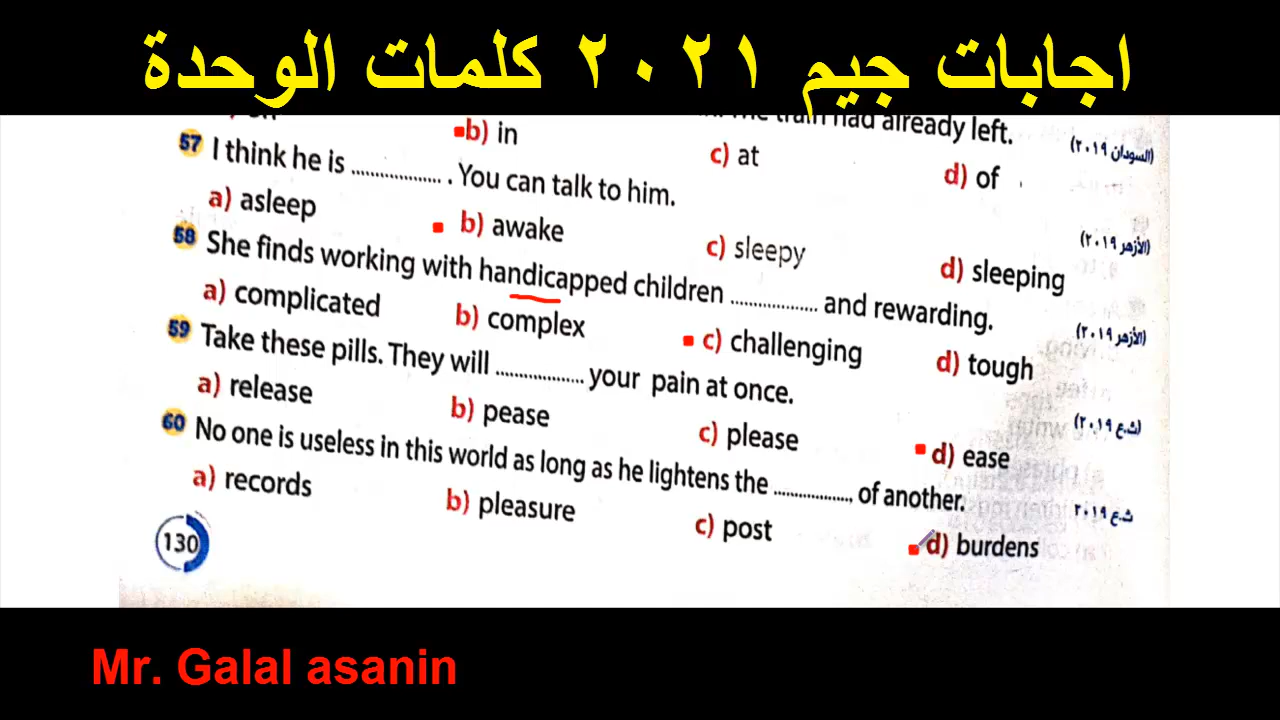 اجابات جيم ٢٠٢١ كلمات الوحدة
train had already left. (السودان ٢٠١٩)
b) in c) at d) of
57 I think he is .................. . You can talk to him. (الأزهر ٢٠١٩)
a) asleep b) awake c) sleepy d) sleeping
58 She finds working with handicapped children .................. and rewarding. (الأزهر ٢٠١٩)
a) complicated b) complex c) challenging d) tough
59 Take these pills. They will .................. your pain at once. (ث.ع ٢٠١٩)
a) release b) pease c) please d) ease
60 No one is useless in this world as long as he lightens the .................. of another. ث.ع ٢٠١٩
a) records b) pleasure c) post d) burdens
130
Mr. Galal asanin